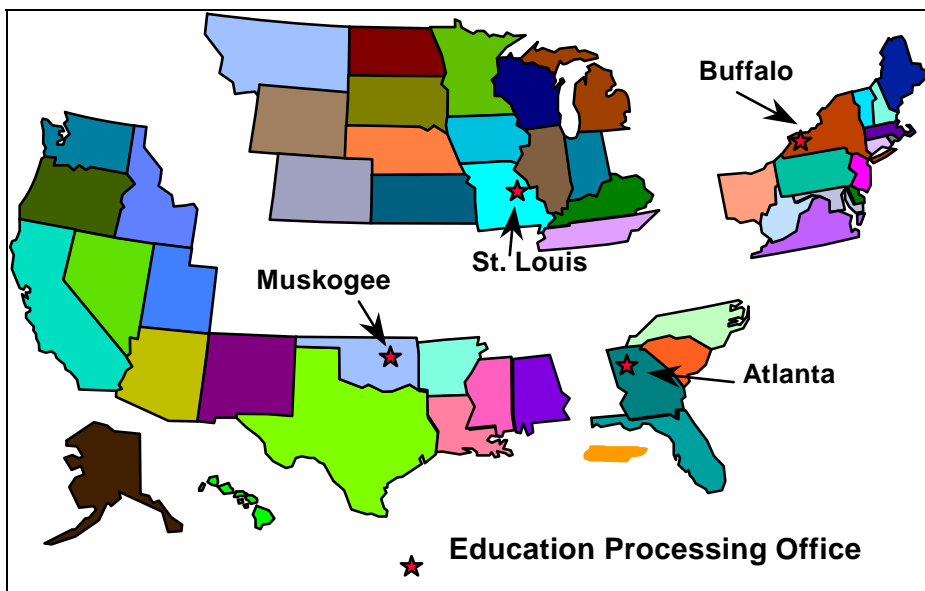 Buffalo
St. Louis
Muskogee
Atlanta
Education Processing Office